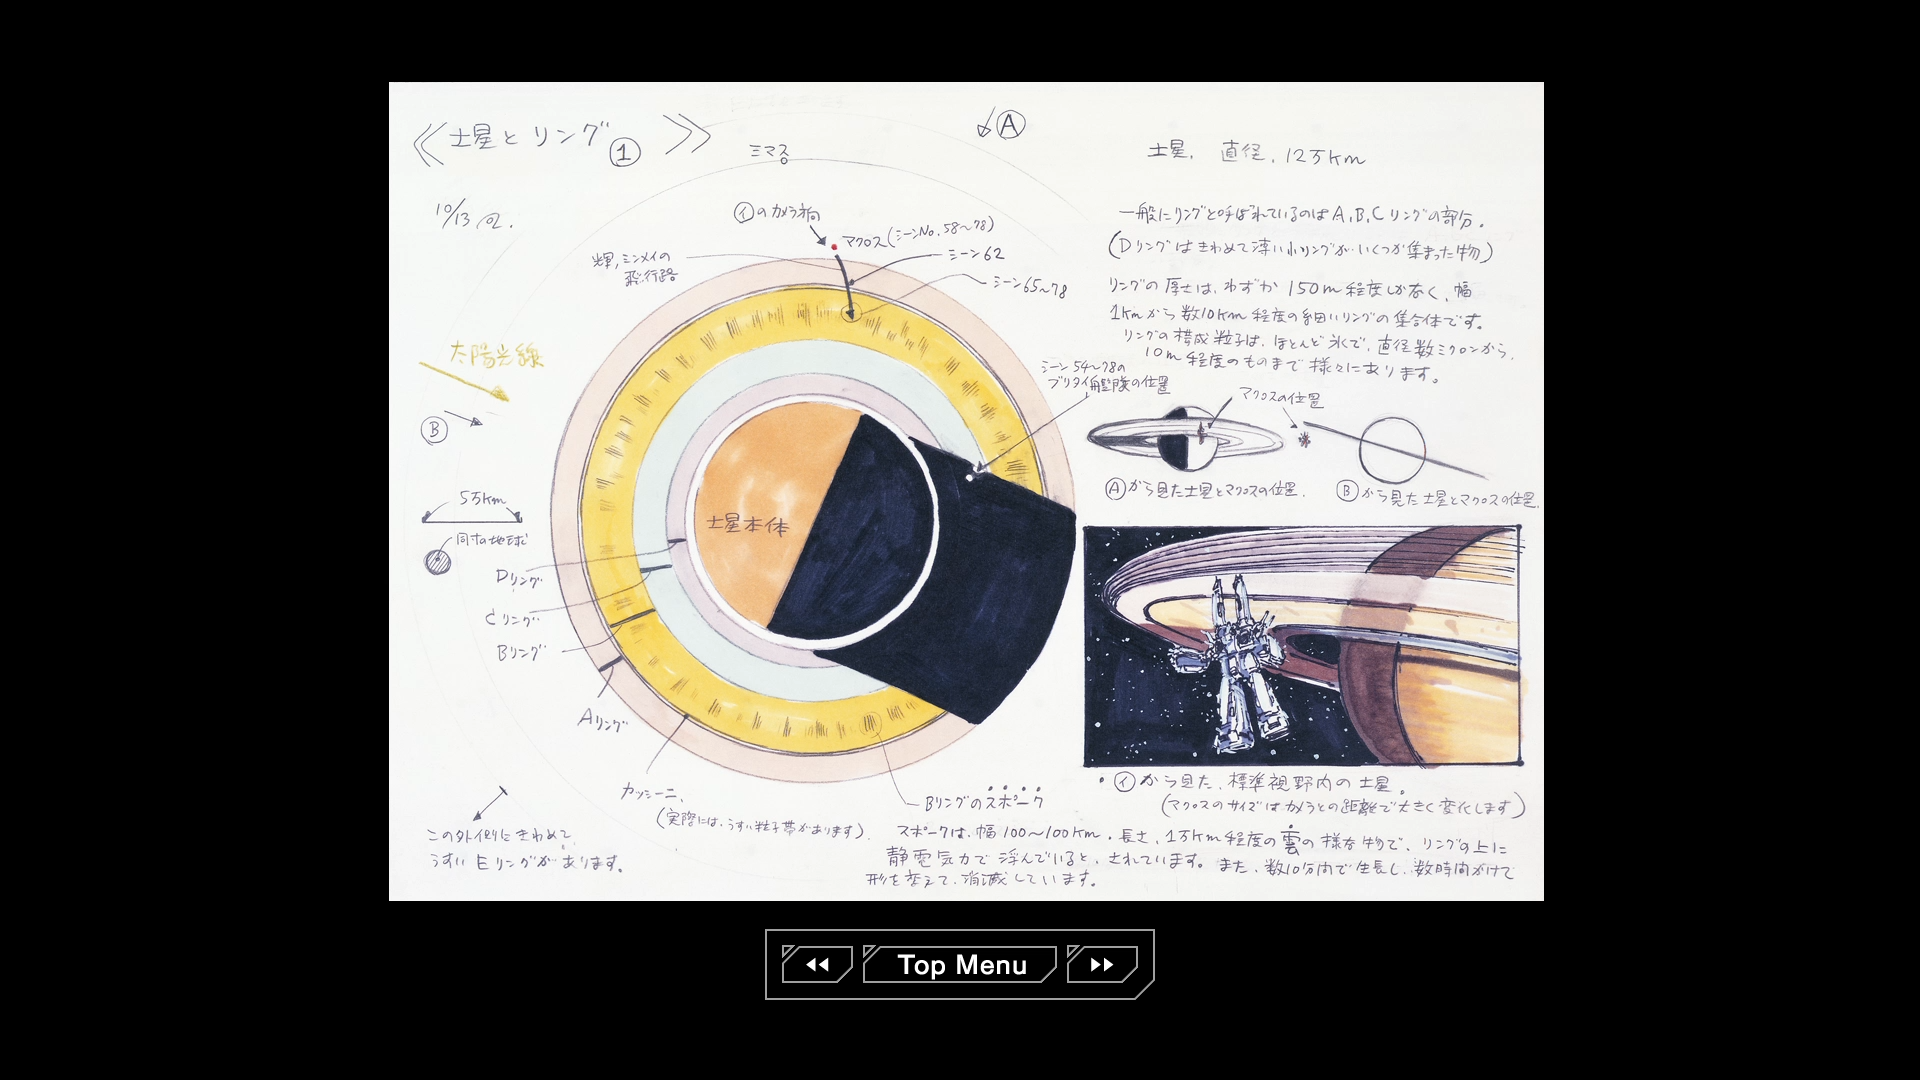 《土星とリング①》
10/13
ミマス
Ⓐ
土星. 直径. 12万Km
㋑のカメラ方向
マクロス(シーンNo.58〜78)
シーン62
シーン65〜78
輝,ミンメイの
飛行路
一般にリングと呼ばれているのはA,B,Cリングの部分.
(Dリングはきわめて薄い小リングがいくつか集まった物)
リングの厚さは、わずか150m程度しかなく、幅
1Kmから数10Km程度の細いリングの集合体です。
リングの構成粒子は、ほとんど氷で、直径数ミクロンから、
10m程度のものまで様々にあります。
太陽光線
Ⓑ
シーン54〜78の
ブリタイ艦隊の位置
マクロスの位置
Ⓐから見た土星とマクロスの位置.
Ⓑから見た土星とマクロスの位置.
5万Km
同寸の地球
土星本体
Dリング
Cリング
Bリング
Aリング
カッシーニ、
(実際には、うすい粒子帯があります).
Bリングのスポーク
㋑から見た、標準視野内の土星.
(マクロスのサイズはカメラとの距離で大きく変化します)
この外側にきわめて
うすいEリングがあります。
スポークは、幅100〜100Km. 長さ、1万Km程度の雲の様な物で、リングの上に
静電気力で浮んでいると、されています。また、数10分内で生長し、数時間かけて
形を変えて、消滅しています。
Top Menu